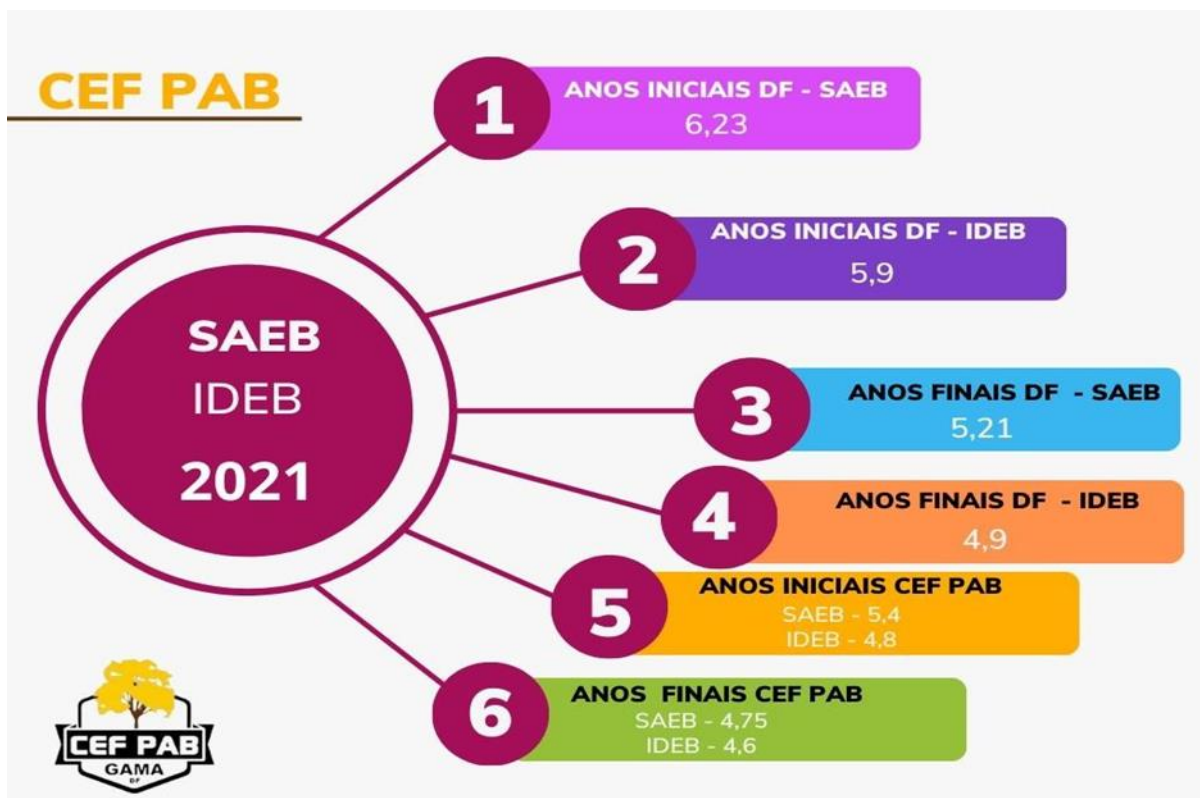 CEF PAB
1
ANOS INICIAIS DF - SAEB
6,23
2
ANOS INICIAIS DF - IDEB
5,9
SAEB
IDEB
2021
3
ANOS FINAIS DF - SAEB
5,21
4
ANOS FINAIS DF - IDEB
4,9
5
ANOS INICIAIS CEF PAB
SAEB - 5,4
IDEB - 4,8
6
ANOS FINAIS CEF PAB
SAEB - 4,75
IDEB - 4,6
CEF PAB
GAMA
DF